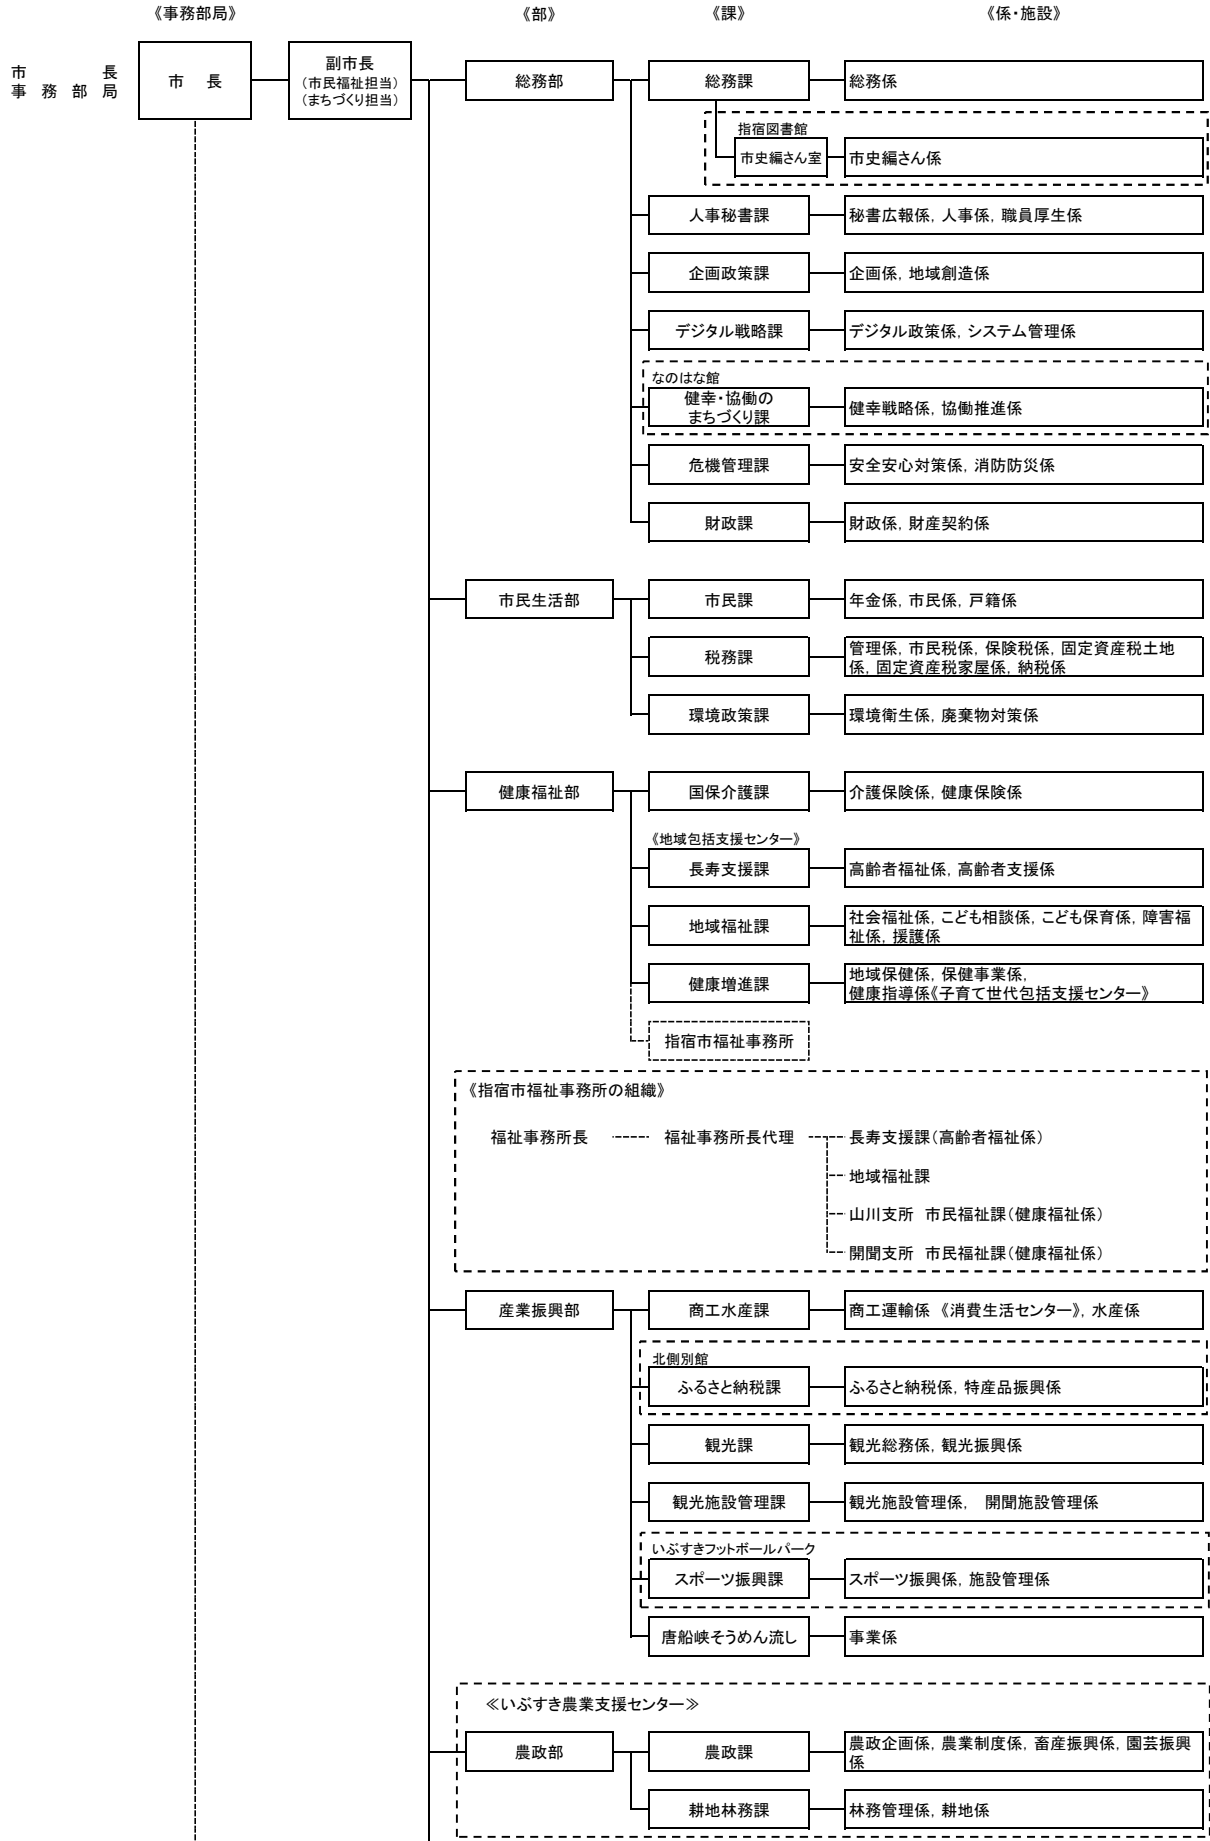 《事務部局》 《部》 《課》 《係・施設》
市 長
事 務 部 局
市 長
副市長
(市民福祉担当)
(まちづくり担当)
総務部 総務課 総務係
指宿図書館
市史編さん室 市史編さん係
人事秘書課 秘書広報係, 人事係, 職員厚生係
企画政策課 企画係, 地域創造係
デジタル戦略課 デジタル政策係, システム管理係
なのはな館
健幸・協働の
まちづくり課
健幸戦略係, 協働推進係
危機管理課 安全安心対策係, 消防防災係
財政課 財政係, 財産契約係
市民生活部 市民課 年金係, 市民係, 戸籍係
税務課
管理係, 市民税係, 保険税係, 固定資産税土地
係, 固定資産税家屋係, 納税係
環境政策課 環境衛生係, 廃棄物対策係
健康福祉部 国保介護課 介護保険係, 健康保険係
《地域包括支援センター》
長寿支援課 高齢者福祉係, 高齢者支援係
地域福祉課
社会福祉係, こども相談係, こども保育係, 障害福
祉係, 援護係
健康増進課
地域保健係, 保健事業係,
健康指導係《子育て世代包括支援センター》
指宿市福祉事務所
《指宿市福祉事務所の組織》
福祉事務所長 福祉事務所長代理 長寿支援課(高齢者福祉係)
地域福祉課
山川支所 市民福祉課(健康福祉係)
開聞支所 市民福祉課(健康福祉係)
産業振興部 商工水産課 商工運輸係 《消費生活センター》, 水産係
北側別館
ふるさと納税課 ふるさと納税係, 特産品振興係
観光課 観光総務係, 観光振興係
観光施設管理課 観光施設管理係, 開聞施設管理係
いぶすきフットボールパーク
スポーツ振興課 スポーツ振興係, 施設管理係
唐船峡そうめん流し 事業係
≪いぶすき農業支援センター≫
農政部 農政課
農政企画係, 農業制度係, 畜産振興係, 園芸振興
係
耕地林務課 林務管理係, 耕地係